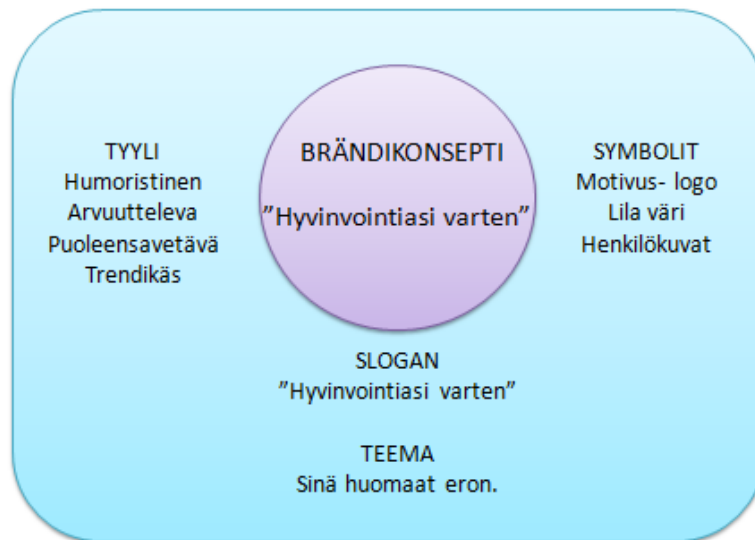 TYYLI
Humoristinen
Arvuutteleva
Puoleensavetävä
Trendikäs
BRÄNDIKONSEPTI
”Hyvinvointiasi varten”
SYMBOLIT
Motivus- logo
Lila väri
Henkilökuvat
SLOGAN
”Hyvinvointiasi varten”
TEEMA
Sinä huomaat eron.